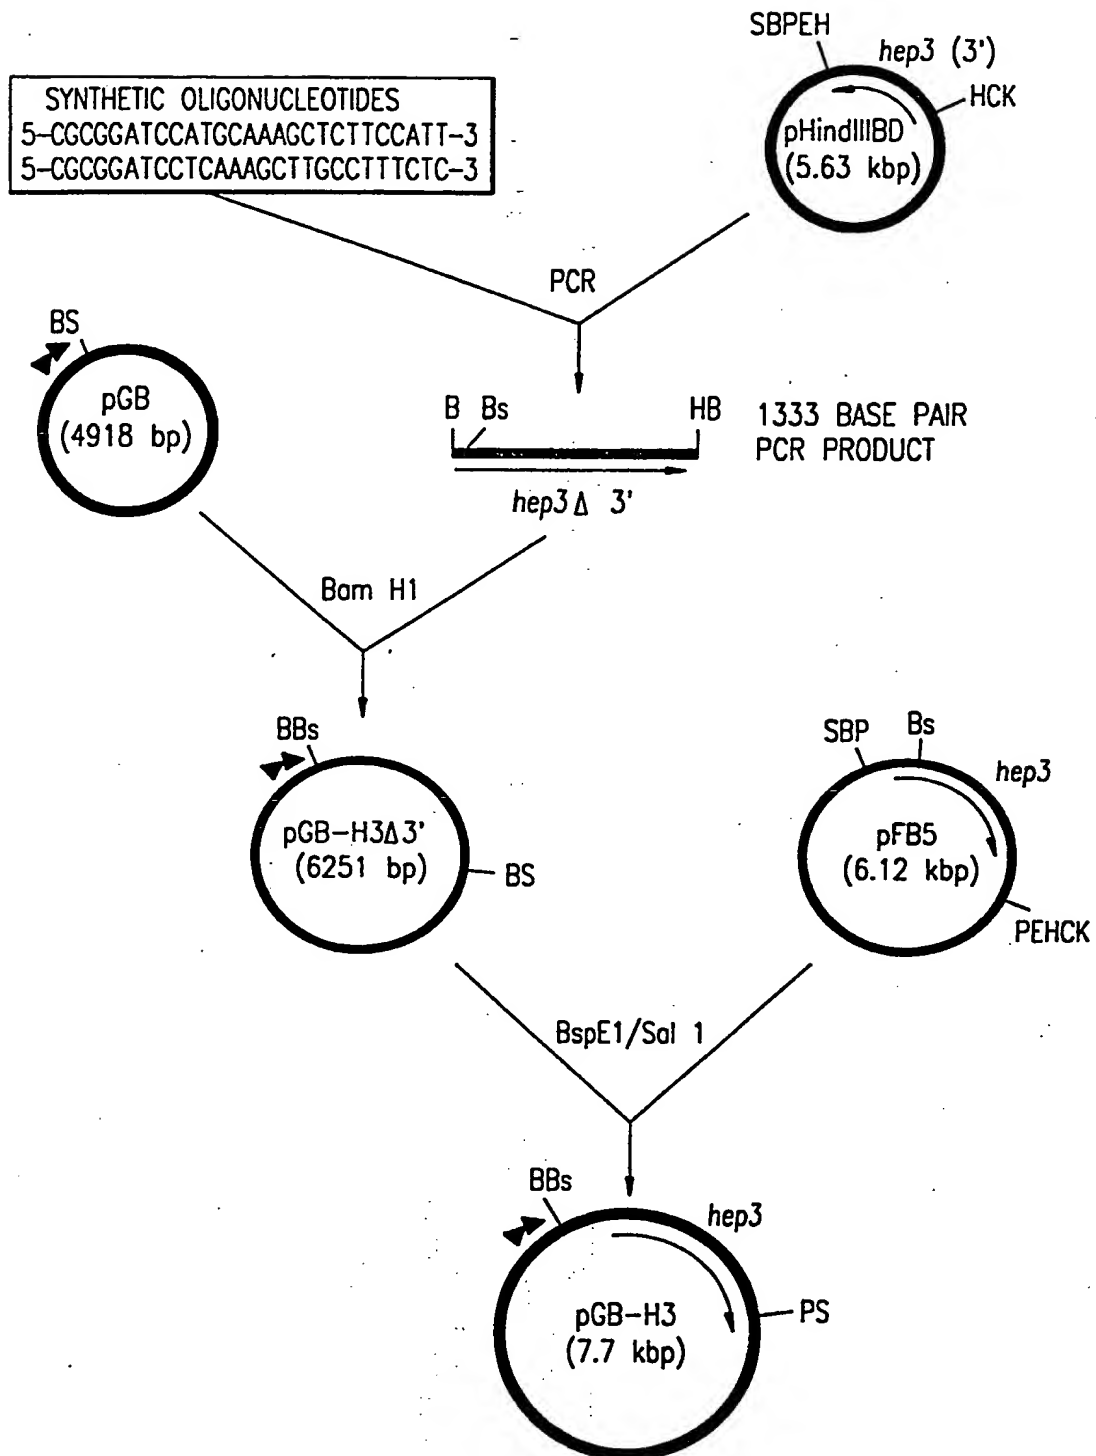 SBPEH
hep3 (3')
HCK
pHindIIIBD
(5.63 kbp)
SYNTHETIC OLIGONUCLEOTIDES
5-CGCGGATCCATGCAAAGCTCTTCCATT-3
5-CGCGGATCCTCAAAGCTTGCCTTTCTC-3
PCR
BS
pGB
(4918 bp)
B Bs HB
1333 BASE PAIR
PCR PRODUCT
hep3Δ 3'
Bam H1
BBs
pGB-H3Δ3'
(6251 bp)
BS
SBP
Bs
hep3
pFB5
(6.12 kbp)
PEHCK
BspE1/Sal 1
BBs
hep3
pGB-H3
(7.7 kbp)
PS